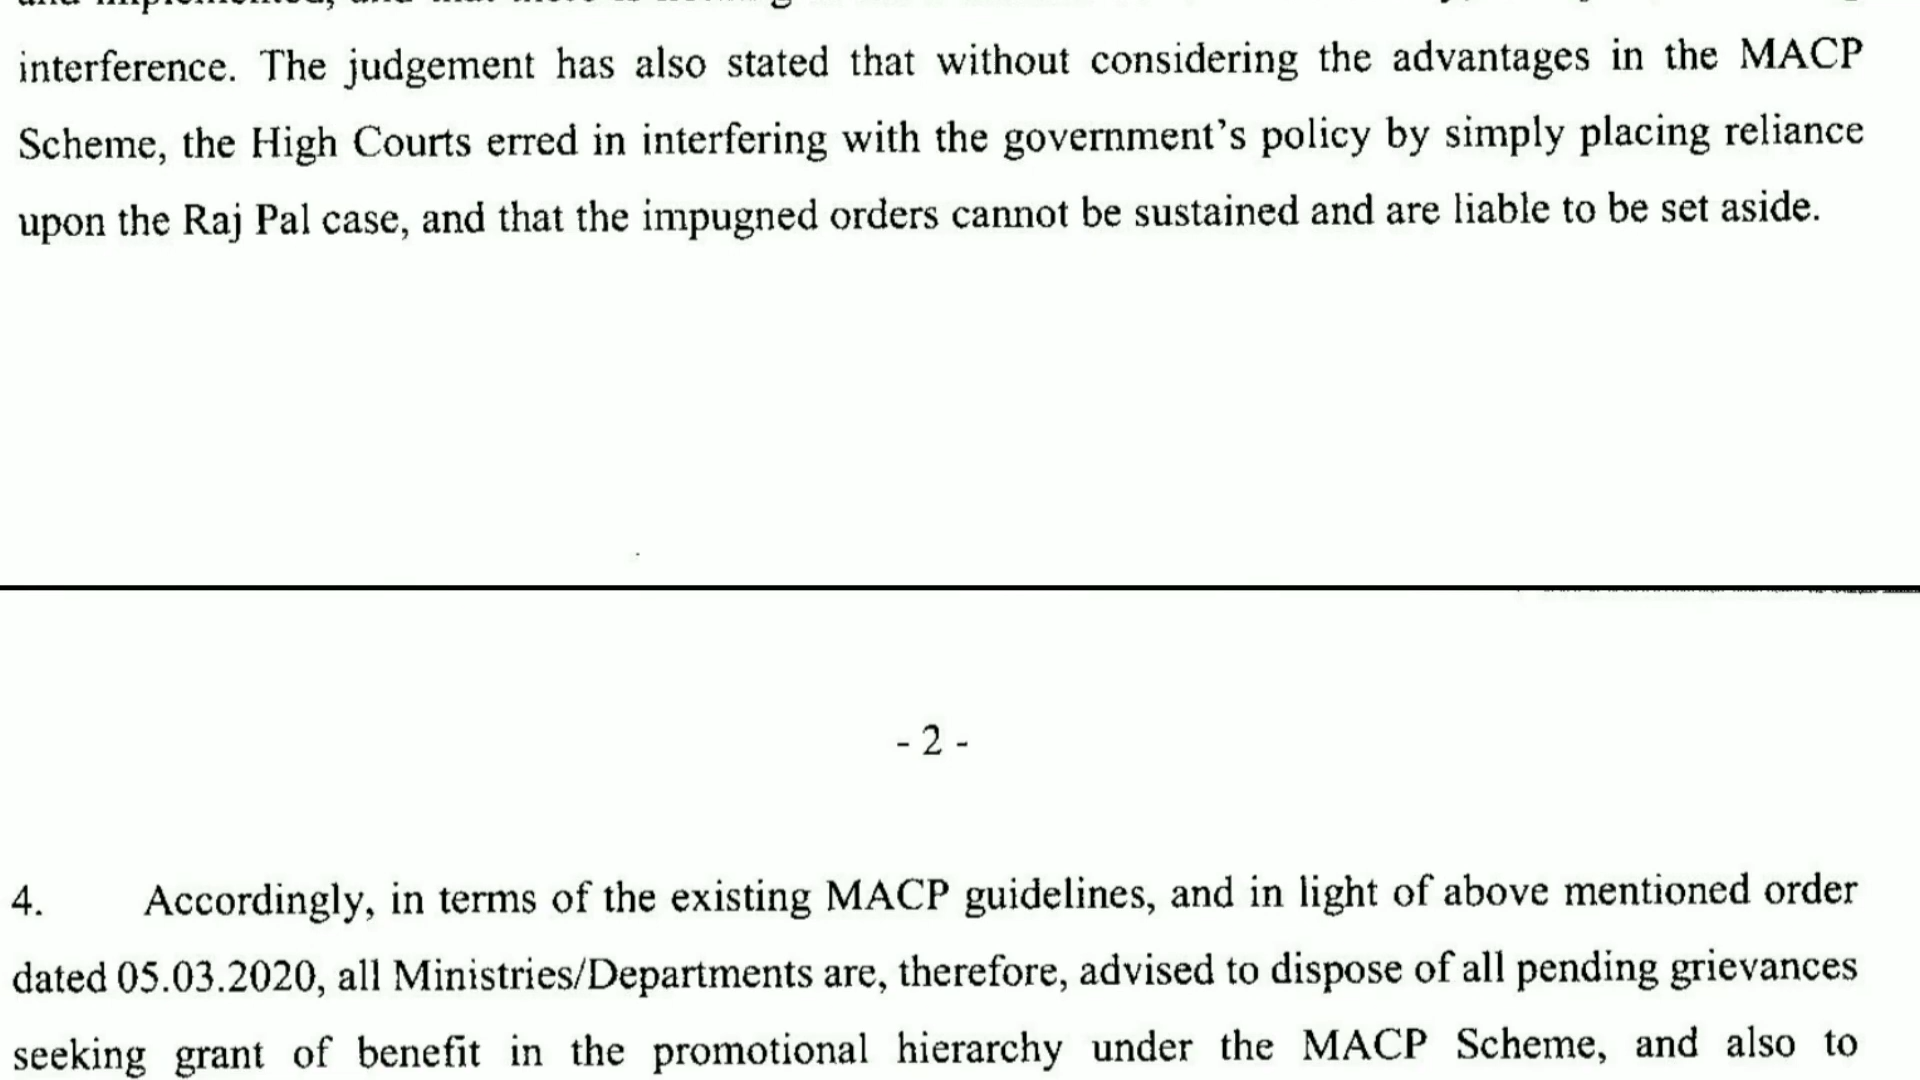 interference. The judgement has also stated that without considering the advantages in the MACP
Scheme, the High Courts erred in interfering with the government's policy by simply placing reliance
upon the Raj Pal case, and that the impugned orders cannot be sustained and are liable to be set aside.
- 2 -
4. Accordingly, in terms of the existing MACP guidelines, and in light of above mentioned order
dated 05.03.2020, all Ministries/Departments are, therefore, advised to dispose of all pending grievances
seeking grant of benefit in the promotional hierarchy under the MACP Scheme, and also to